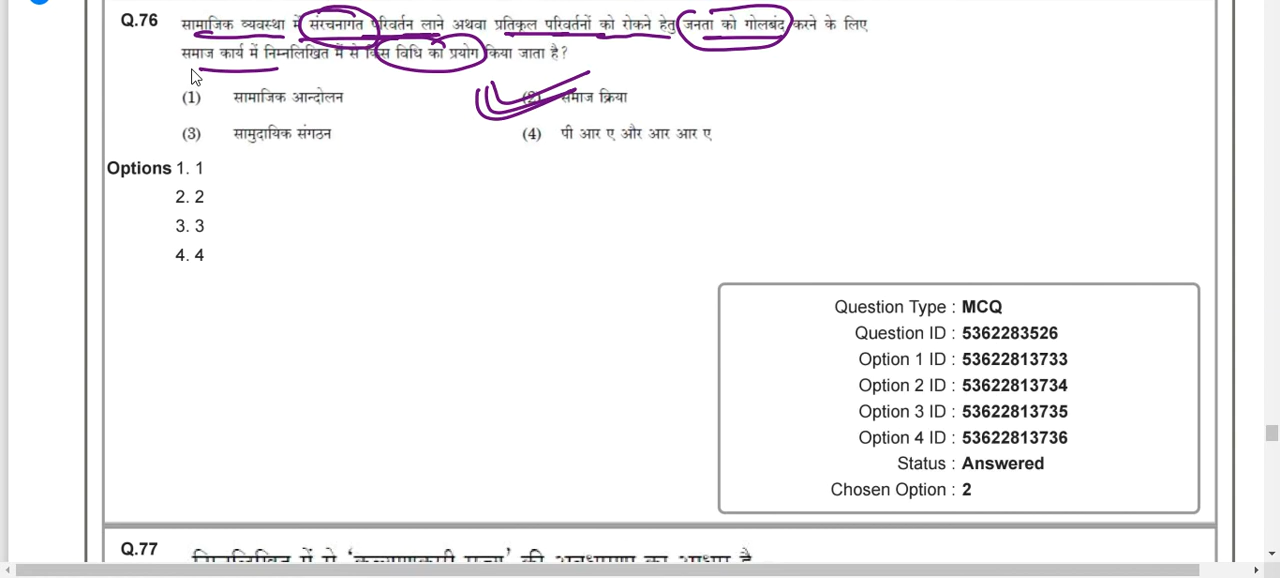 Q.76 सामाजिक व्यवस्था में संरचनागत परिवर्तन लाने अथवा प्रतिकूल परिवर्तनों को रोकने हेतु जनता को गोलबंद करने के लिए
समाज कार्य में निम्नलिखित में से किस विधि का प्रयोग किया जाता है?
(1) सामाजिक आन्दोलन (2) समाज क्रिया
(3) सामुदायिक संगठन (4) पी आर ए और आर आर ए
Options 1. 1
2. 2
3. 3
4. 4
Question Type : MCQ
Question ID : 5362283526
Option 1 ID : 53622813733
Option 2 ID : 53622813734
Option 3 ID : 53622813735
Option 4 ID : 53622813736
Status : Answered
Chosen Option : 2
Q.77